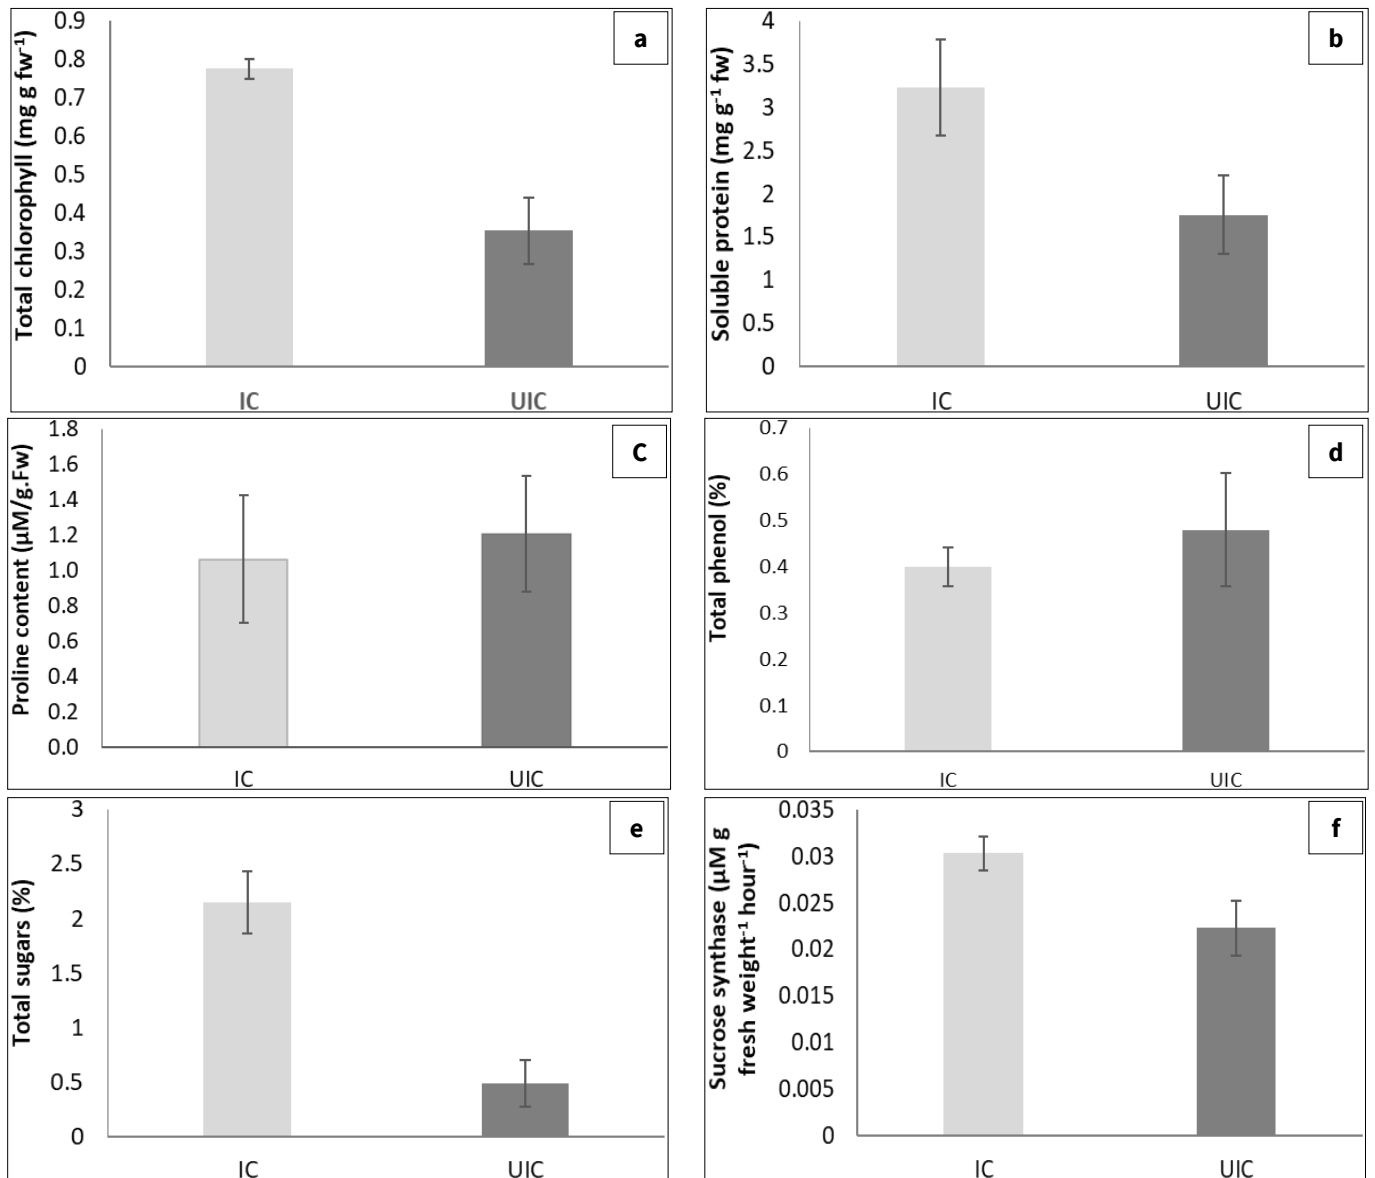 a
Total chlorophyll (mg g fw⁻¹)
0.9
0.8
0.7
0.6
0.5
0.4
0.3
0.2
0.1
0
IC UIC
b
Soluble protein (mg g⁻¹ fw)
4
3.5
3
2.5
2
1.5
1
0.5
0
IC UIC
C
Proline content (μM/g.Fw)
1.8
1.6
1.4
1.2
1.0
0.8
0.6
0.4
0.2
0.0
IC UIC
d
Total phenol (%)
0.7
0.6
0.5
0.4
0.3
0.2
0.1
0
IC UIC
e
Total sugars (%)
3
2.5
2
1.5
1
0.5
0
IC UIC
f
Sucrose synthase (μM g
fresh weight⁻¹ hour⁻¹)
0.035
0.03
0.025
0.02
0.015
0.01
0.005
0
IC UIC